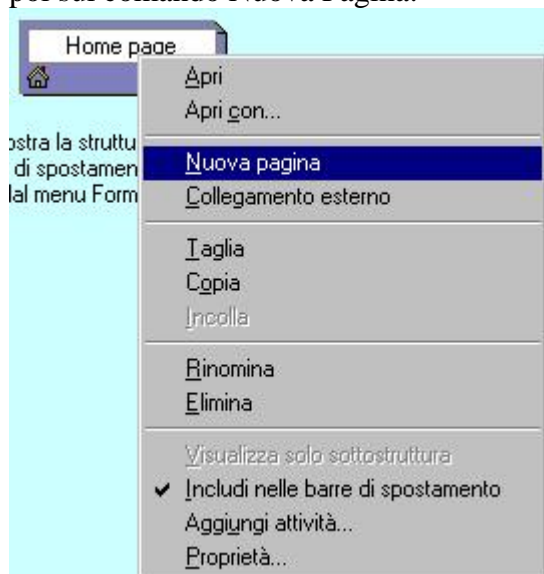 poi sul comando Nuova Pagina.
Home page
Apri
Apri con...
ostra la struttu
di spostamen
dal menu Form
Nuova pagina
Collegamento esterno
Taglia
Copia
Incolla
Rinomina
Elimina
Visualizza solo sottostruttura
Includi nelle barre di spostamento
Aggiungi attività...
Proprietà...